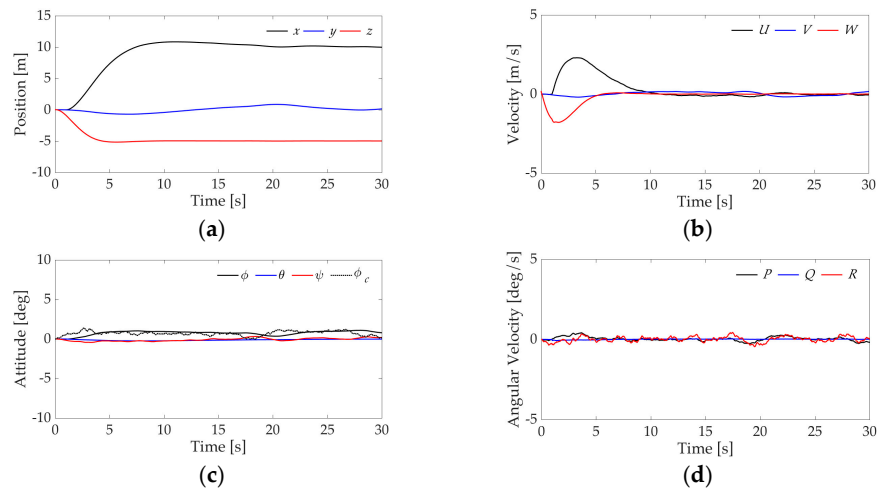 x y z
Position [m]
15
10
5
0
-5
-10
0 5 10 15 20 25 30
Time [s]
(a)
U V W
Velocity [m/s]
5
0
-5
0 5 10 15 20 25 30
Time [s]
(b)
ϕ θ ψ ϕ_c
Attitude [deg]
10
5
0
-5
-10
0 5 10 15 20 25 30
Time [s]
(c)
P Q R
Angular Velocity [deg/s]
5
0
-5
0 5 10 15 20 25 30
Time [s]
(d)